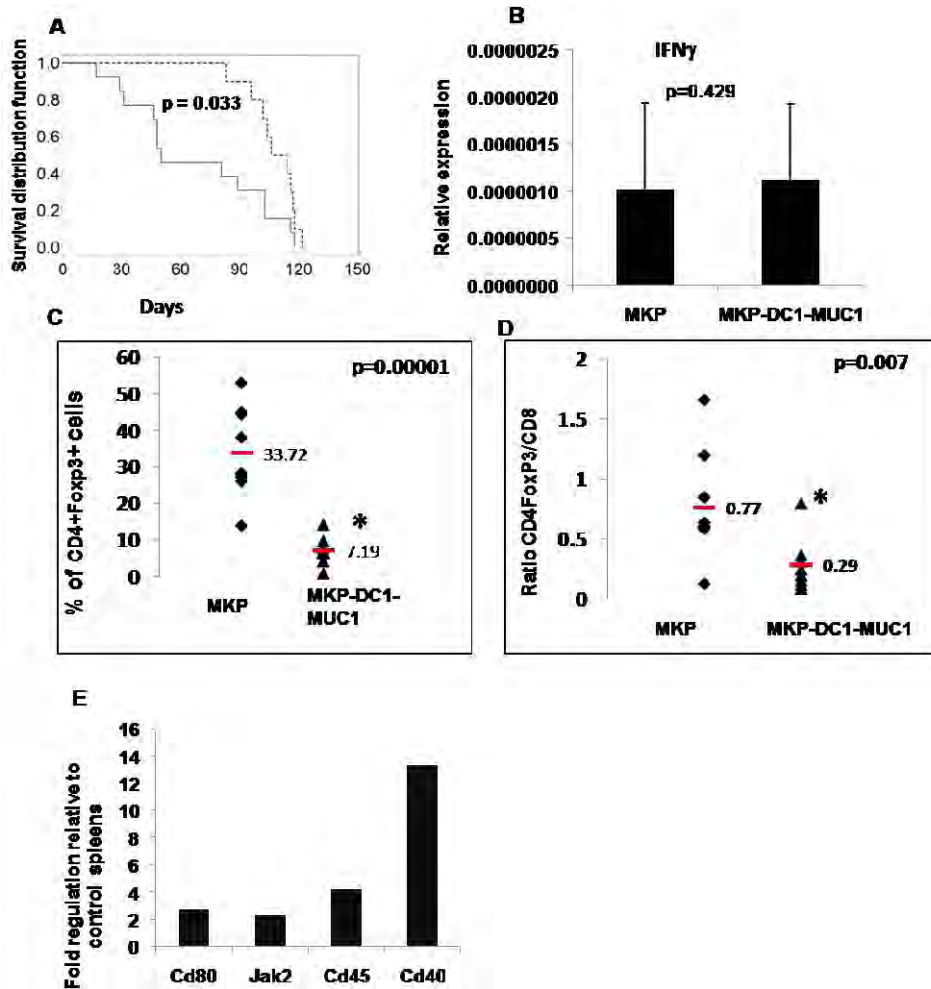 A
Survival distribution function
1.0
0.8
0.6
0.4
0.2
0.0
p = 0.033
0 30 60 90 120 150
Days
B
IFNγ
p=0.429
Relative expression
0.0000025
0.0000020
0.0000015
0.0000010
0.0000005
0.0000000
MKP MKP-DC1-MUC1
C
p=0.00001
% of CD4+Foxp3+ cells
60
50
40
30
20
10
0
33.72
*
7.19
MKP
MKP-DC1-
MUC1
D
p=0.007
Ratio CD4FoxP3/CD8
2
1.5
1
0.5
0
0.77
*
0.29
MKP MKP-DC1-MUC1
E
Fold regulation relative to
control spleens
16
14
12
10
8
6
4
2
0
Cd80 Jak2 Cd45 Cd40